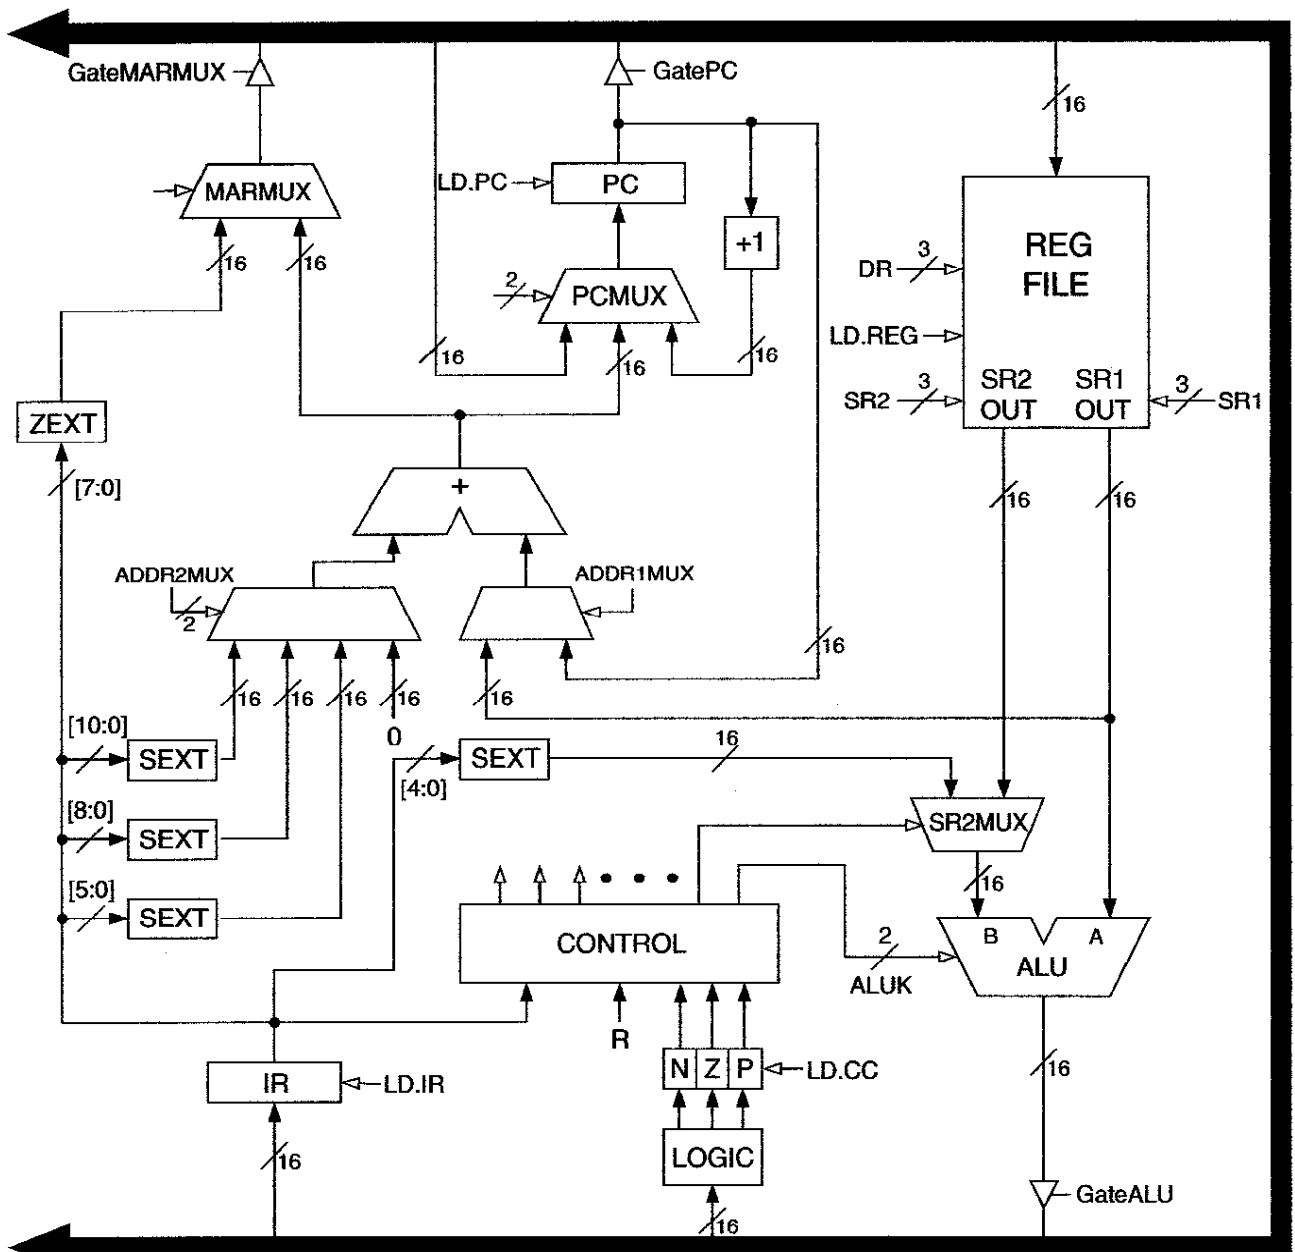 GateMARMUX
GatePC
16
MARMUX
LD.PC
PC
16
16
+1
REG
FILE
DR
3
2
PCMUX
LD.REG
16
16
16
SR2
OUT
SR1
OUT
SR2
3
3
SR1
ZEXT
[7:0]
+
16
16
ADDR2MUX
2
ADDR1MUX
16
16
16
16
16
16
0
[10:0]
SEXT
[4:0]
SEXT
16
[8:0]
SEXT
SR2MUX
16
[5:0]
SEXT
CONTROL
2
ALUK
B
A
ALU
R
IR
LD.IR
N
Z
P
LD.CC
16
16
LOGIC
16
GateALU